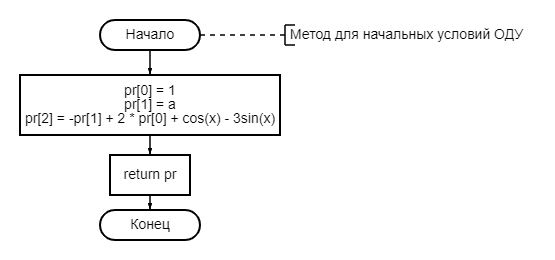 Начало
Метод для начальных условий ОДУ
pr[0] = 1
pr[1] = a
pr[2] = -pr[1] + 2 * pr[0] + cos(x) - 3sin(x)
return pr
Конец